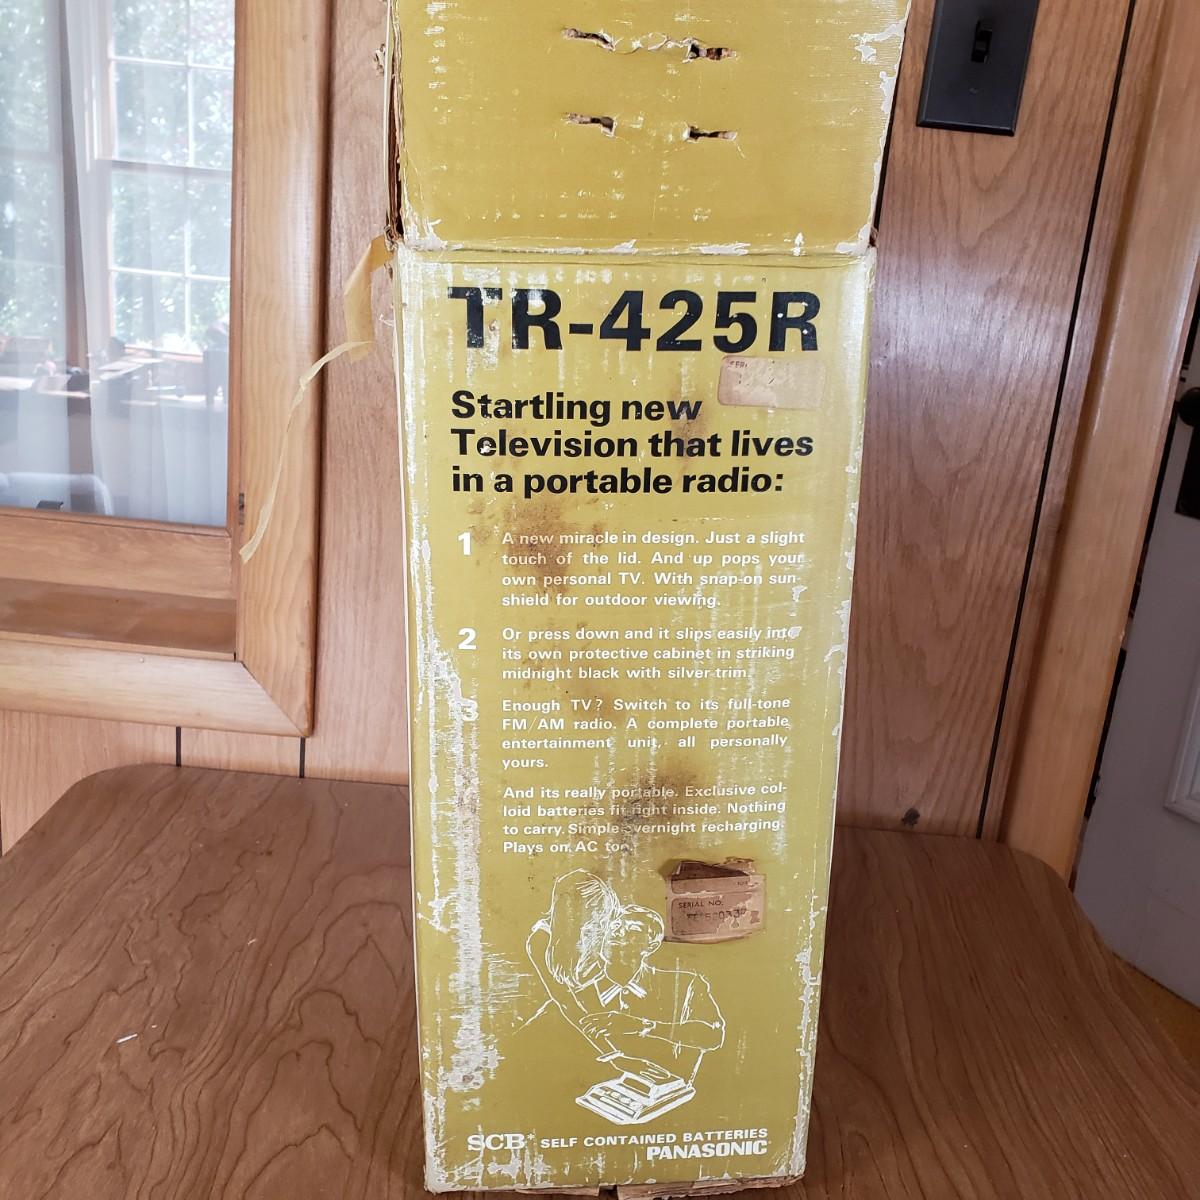 TR-425R
SERI
Startling new
Television that lives
in a portable radio:
1 A new miracle in design. Just a slight
touch of the lid. And up pops your
own personal TV. With snap-on sun-
shield for outdoor viewing.
2 Or press down and it slips easily into
its own protective cabinet in striking
midnight black with silver trim.
3 Enough TV? Switch to its full-tone
FM/AM radio. A complete portable
entertainment unit, all personally
yours.
And its really portable. Exclusive col-
loid batteries fit right inside. Nothing
to carry. Simple overnight recharging.
Plays on AC too.
SERIAL NO.
SCB* SELF CONTAINED BATTERIES
PANASONIC